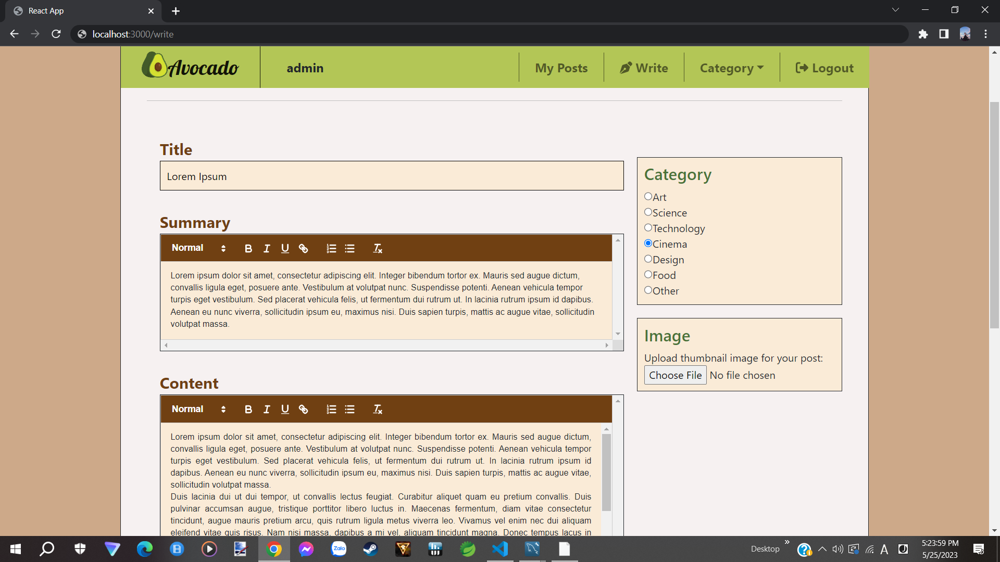 React App
localhost:3000/write
Avocado
admin
My Posts
Write
Category
Logout
Title
Lorem Ipsum
Summary
Normal
Lorem ipsum dolor sit amet, consectetur adipiscing elit. Integer bibendum tortor ex. Mauris sed augue dictum,
convallis ligula eget, posuere ante. Vestibulum at volutpat nunc. Suspendisse potenti. Aenean vehicula tempor
turpis eget vestibulum. Sed placerat vehicula felis, ut fermentum dui rutrum ut. In lacinia rutrum ipsum id dapibus.
Aenean eu nunc viverra, sollicitudin ipsum eu, maximus nisi. Duis sapien turpis, mattis ac augue vitae, sollicitudin
volutpat massa.
Content
Normal
Lorem ipsum dolor sit amet, consectetur adipiscing elit. Integer bibendum tortor ex. Mauris sed augue dictum,
convallis ligula eget, posuere ante. Vestibulum at volutpat nunc. Suspendisse potenti. Aenean vehicula tempor
turpis eget vestibulum. Sed placerat vehicula felis, ut fermentum dui rutrum ut. In lacinia rutrum ipsum id
dapibus. Aenean eu nunc viverra, sollicitudin ipsum eu, maximus nisi. Duis sapien turpis, mattis ac augue vitae,
sollicitudin volutpat massa.
Duis lacinia dui ut dui tempor, ut convallis lectus feugiat. Curabitur aliquet quam eu pretium convallis. Duis
pulvinar accumsan augue, tristique porttitor libero luctus in. Maecenas fermentum, diam vitae consectetur
tincidunt, augue mauris pretium arcu, quis rutrum ligula metus viverra leo. Vivamus vel enim nec dui aliquam
eleifend vitae quis risus. Nam nisi massa, dapibus a mi vel, aliquam tincidunt magna. Donec tempus lacus in
Category
Art
Science
Technology
Cinema
Design
Food
Other
Image
Upload thumbnail image for your post:
Choose File No file chosen
Zalo
Desktop
A
5:23:59 PM
5/25/2023